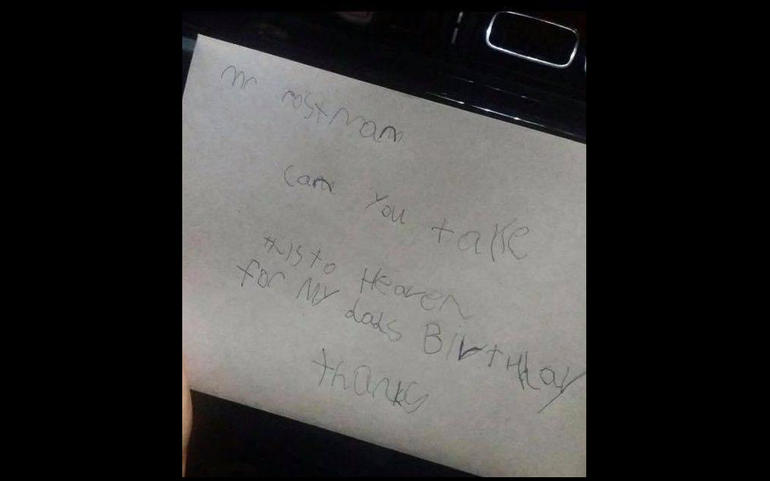 mr Postman
can you take
this to Heaven
for my dads Birthday
thanks